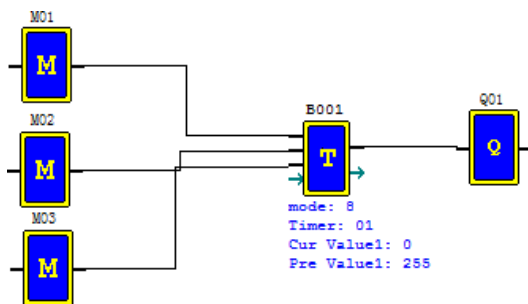 M01
M
M02
M
M03
M
B001
T
Q01
Q
mode: 8
Timer: 01
Cur Value1: 0
Pre Value1: 255